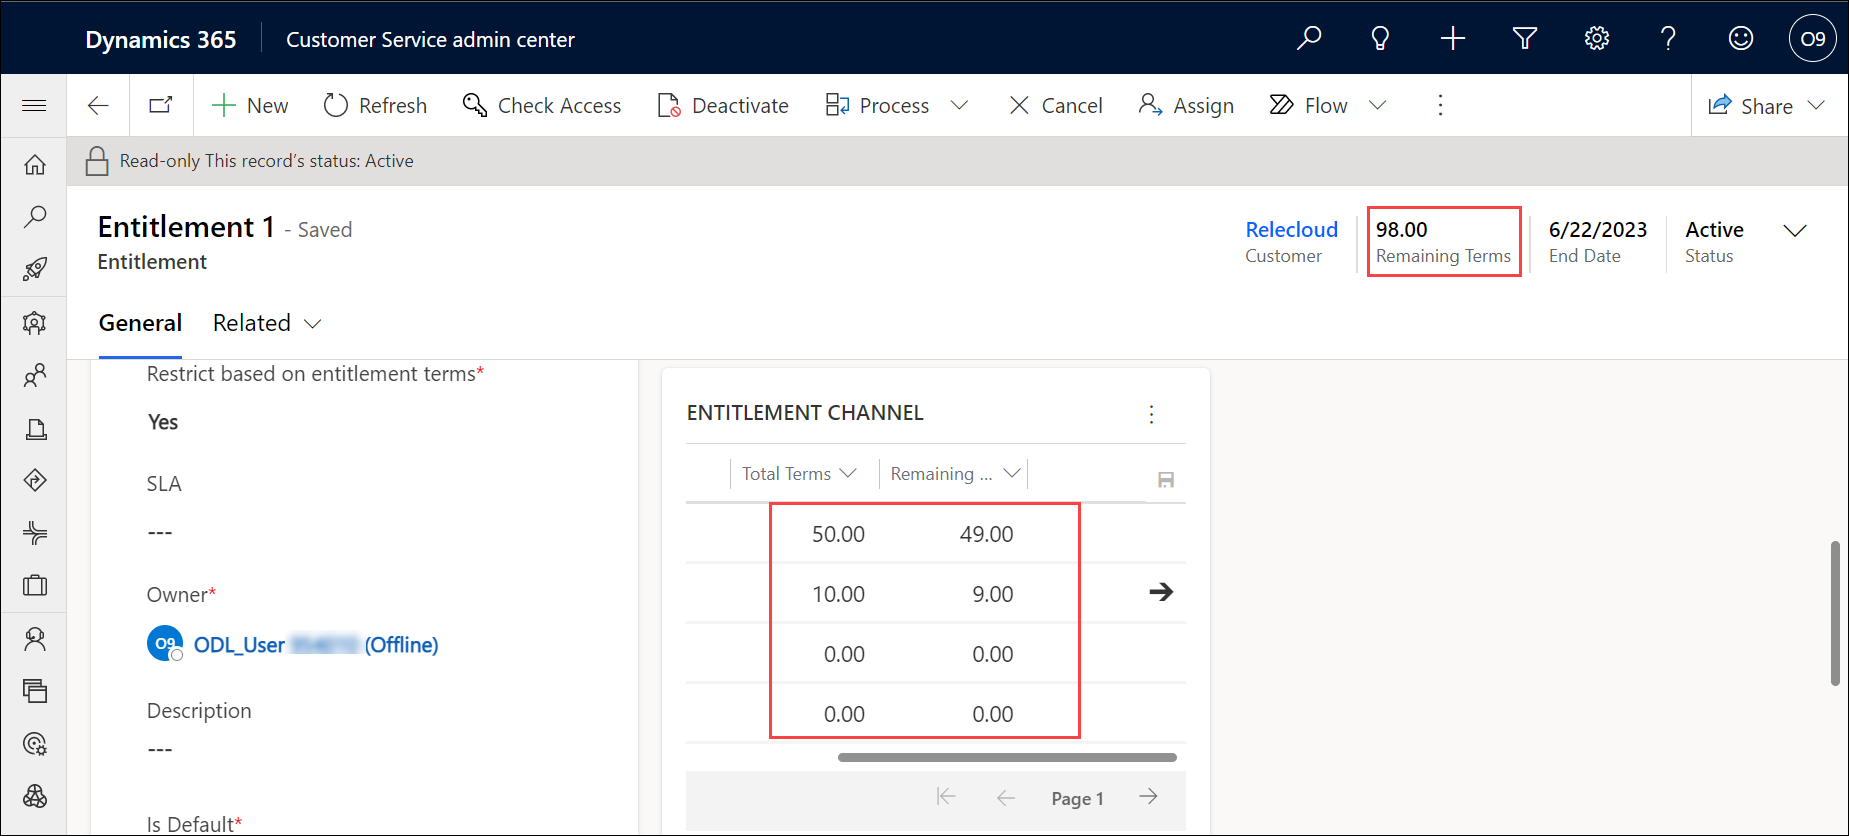 Dynamics 365 Customer Service admin center O9
New Refresh Check Access Deactivate Process Cancel Assign Flow Share
Read-only This record's status: Active
Entitlement 1 - Saved
Entitlement
Relecloud
Customer
98.00
Remaining Terms
6/22/2023
End Date
Active
Status
General Related
Restrict based on entitlement terms*
Yes
SLA
---
Owner*
O9 ODL_User (Offline)
Description
---
Is Default*
ENTITLEMENT CHANNEL
Total Terms Remaining ...
50.00 49.00
10.00 9.00
0.00 0.00
0.00 0.00
Page 1